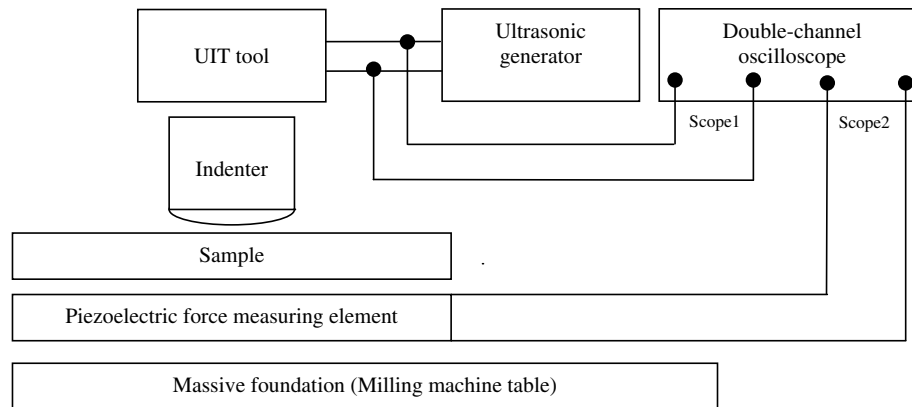 UIT tool
Ultrasonic
generator
Double-channel
oscilloscope
Scope1
Scope2
Indenter
Sample
Piezoelectric force measuring element
Massive foundation (Milling machine table)